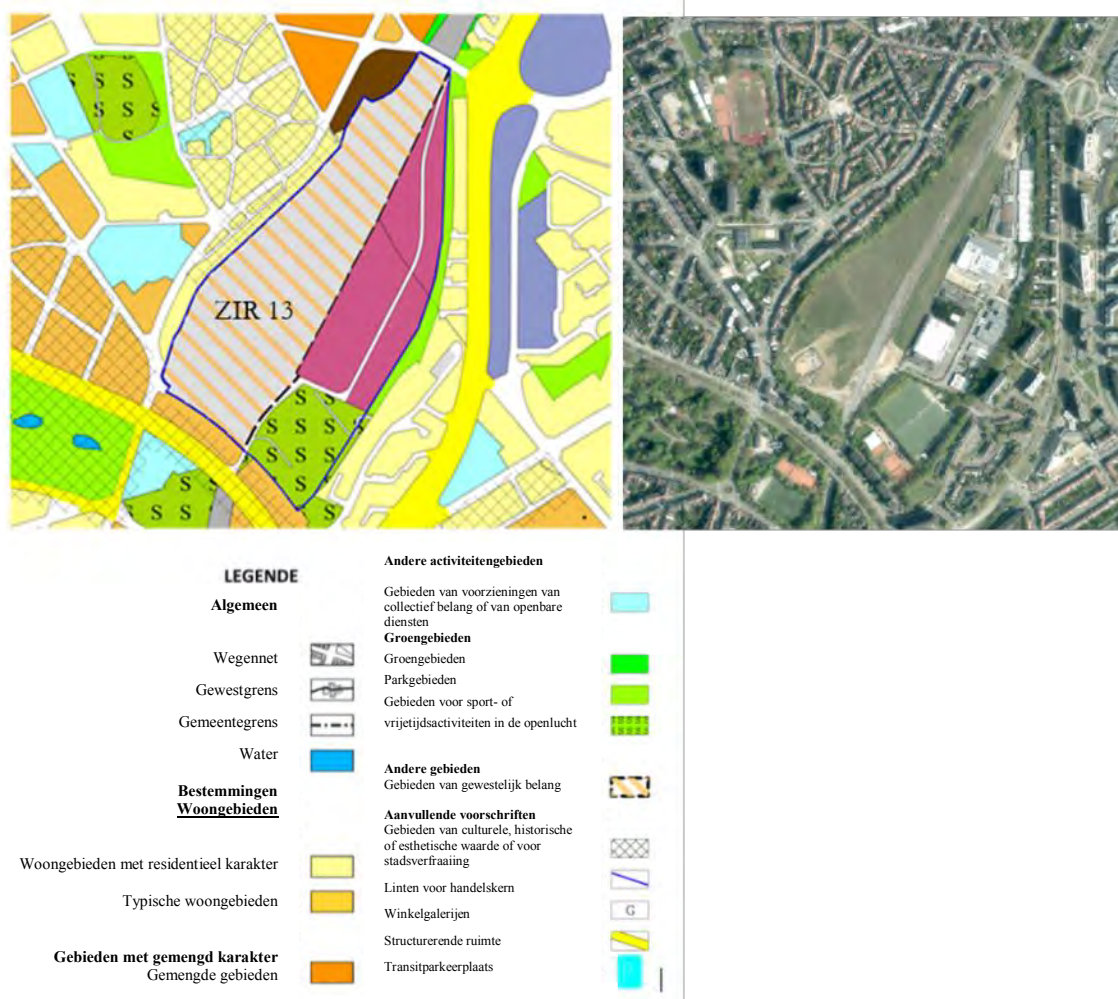 S S
S S S
S
ZIR 13
S S
S S S
S S S
S S
S
S S
S S S
S
LEGENDE
Algemeen
Wegennet
Gewestgrens
Gemeentegrens
Water
Bestemmingen
Woongebieden
Woongebieden met residentieel karakter
Typische woongebieden
Gebieden met gemengd karakter
Gemengde gebieden
Andere activiteitengebieden
Gebieden van voorzieningen van
collectief belang of van openbare
diensten
Groengebieden
Groengebieden
Parkgebieden
Gebieden voor sport- of
vrijetijdsactiviteiten in de openlucht
Andere gebieden
Gebieden van gewestelijk belang
Aanvullende voorschriften
Gebieden van culturele, historische
of esthetische waarde of voor
stadsverfraaiing
Linten voor handelskern
Winkelgalerijen
G
Structurerende ruimte
Transitparkeerplaats